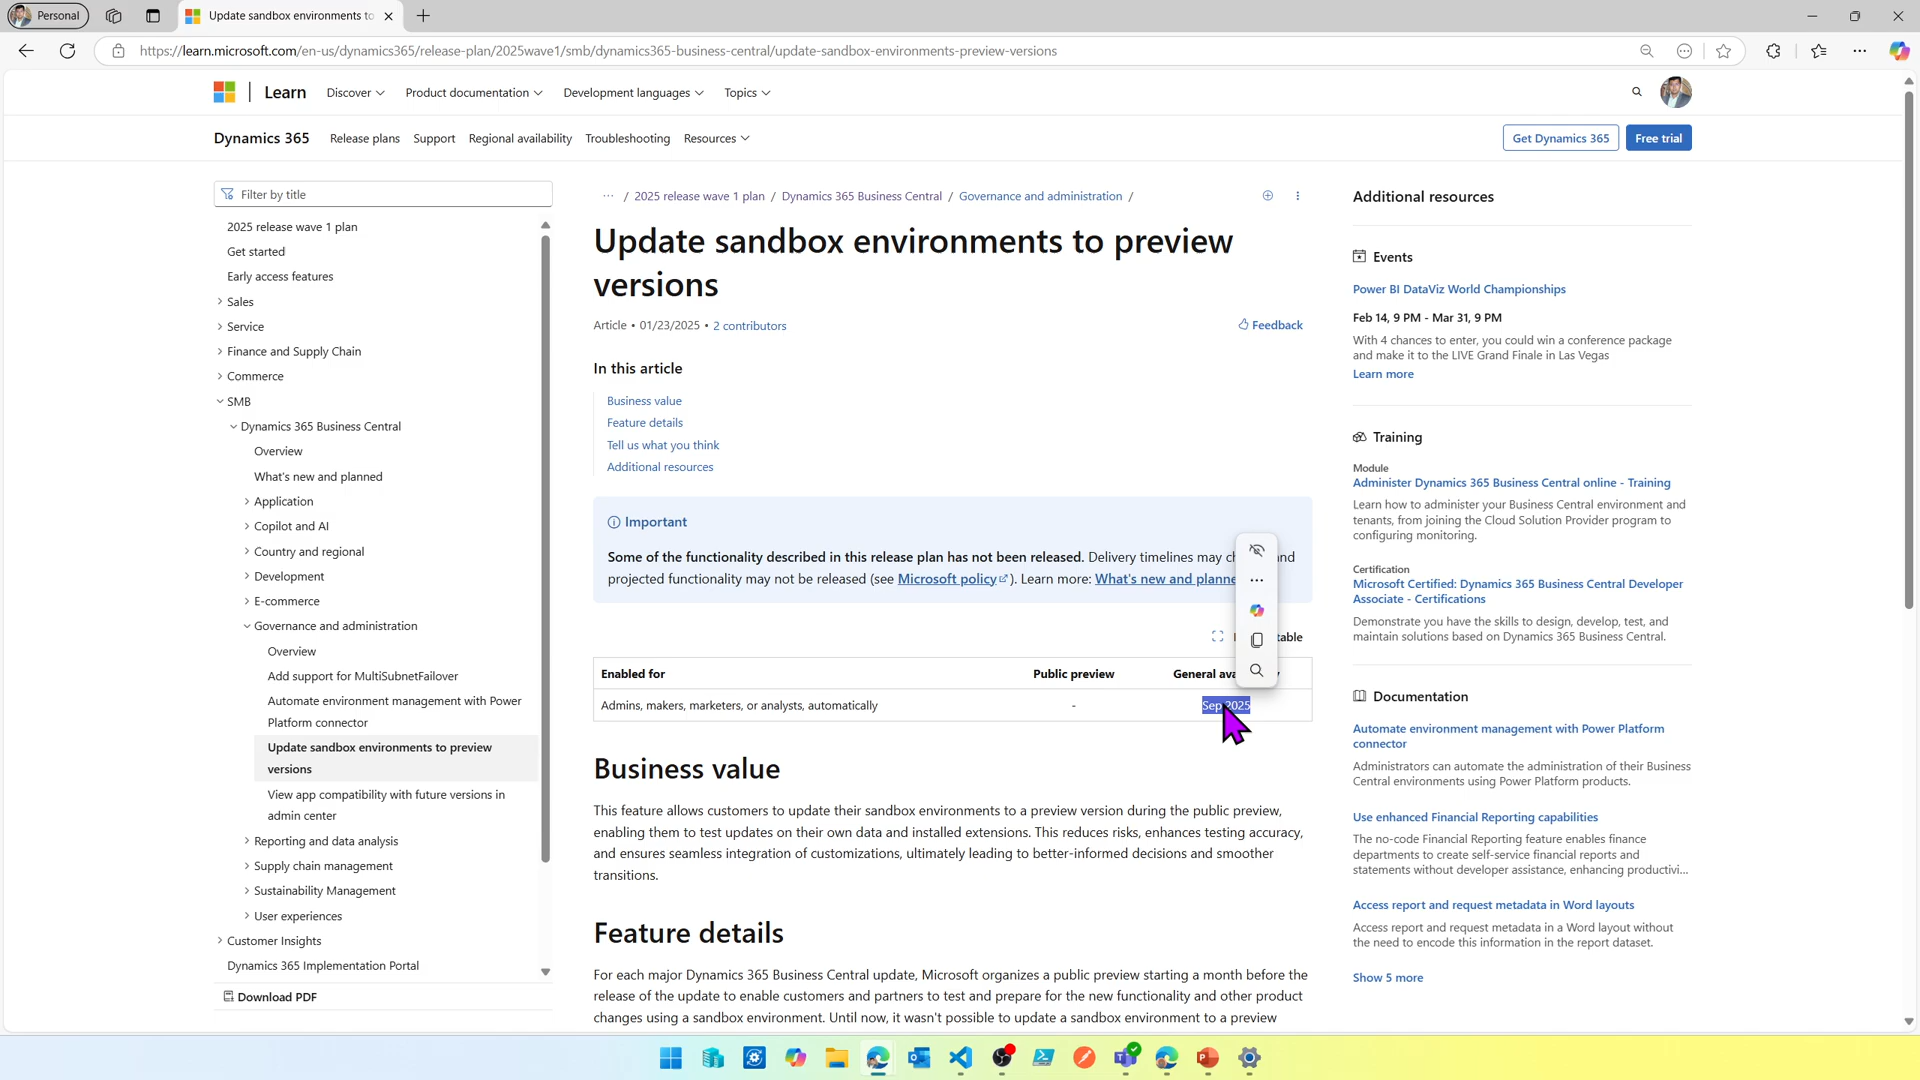 Personal
Update sandbox environments to
https://learn.microsoft.com/en-us/dynamics365/release-plan/2025wave1/smb/dynamics365-business-central/update-sandbox-environments-preview-versions
Learn
Discover
Product documentation
Development languages
Topics
Dynamics 365
Release plans
Support
Regional availability
Troubleshooting
Resources
Get Dynamics 365
Free trial
Filter by title
2025 release wave 1 plan
Get started
Early access features
Sales
Service
Finance and Supply Chain
Commerce
SMB
Dynamics 365 Business Central
Overview
What's new and planned
Application
Copilot and AI
Country and regional
Development
E-commerce
Governance and administration
Overview
Add support for MultiSubnetFailover
Automate environment management with Power
Platform connector
Update sandbox environments to preview
versions
View app compatibility with future versions in
admin center
Reporting and data analysis
Supply chain management
Sustainability Management
User experiences
Customer Insights
Dynamics 365 Implementation Portal
Download PDF
··· / 2025 release wave 1 plan / Dynamics 365 Business Central / Governance and administration /
Update sandbox environments to preview
versions
Article • 01/23/2025 • 2 contributors
Feedback
In this article
Business value
Feature details
Tell us what you think
Additional resources
Important
Some of the functionality described in this release plan has not been released. Delivery timelines may
projected functionality may not be released (see Microsoft policy). Learn more: What's new and
table
Enabled for
Public preview
General
Admins, makers, marketers, or analysts, automatically
-
Sep 2025
Business value
This feature allows customers to update their sandbox environments to a preview version during the public preview,
enabling them to test updates on their own data and installed extensions. This reduces risks, enhances testing accuracy,
and ensures seamless integration of customizations, ultimately leading to better-informed decisions and smoother
transitions.
Feature details
For each major Dynamics 365 Business Central update, Microsoft organizes a public preview starting a month before the
release of the update to enable customers and partners to test and prepare for the new functionality and other product
changes using a sandbox environment. Until now, it wasn't possible to update a sandbox environment to a preview
Additional resources
Events
Power BI DataViz World Championships
Feb 14, 9 PM - Mar 31, 9 PM
With 4 chances to enter, you could win a conference package
and make it to the LIVE Grand Finale in Las Vegas
Learn more
Training
Module
Administer Dynamics 365 Business Central online - Training
Learn how to administer your Business Central environment and
tenants, from joining the Cloud Solution Provider program to
configuring monitoring.
Certification
Microsoft Certified: Dynamics 365 Business Central Developer
Associate - Certifications
Demonstrate you have the skills to design, develop, test, and
maintain solutions based on Dynamics 365 Business Central.
Documentation
Automate environment management with Power Platform
connector
Administrators can automate the administration of their Business
Central environments using Power Platform products.
Use enhanced Financial Reporting capabilities
The no-code Financial Reporting feature enables finance
departments to create self-service financial reports and
statements without developer assistance, enhancing productivi...
Access report and request metadata in Word layouts
Access report and request metadata in a Word layout without
the need to encode this information in the report dataset.
Show 5 more